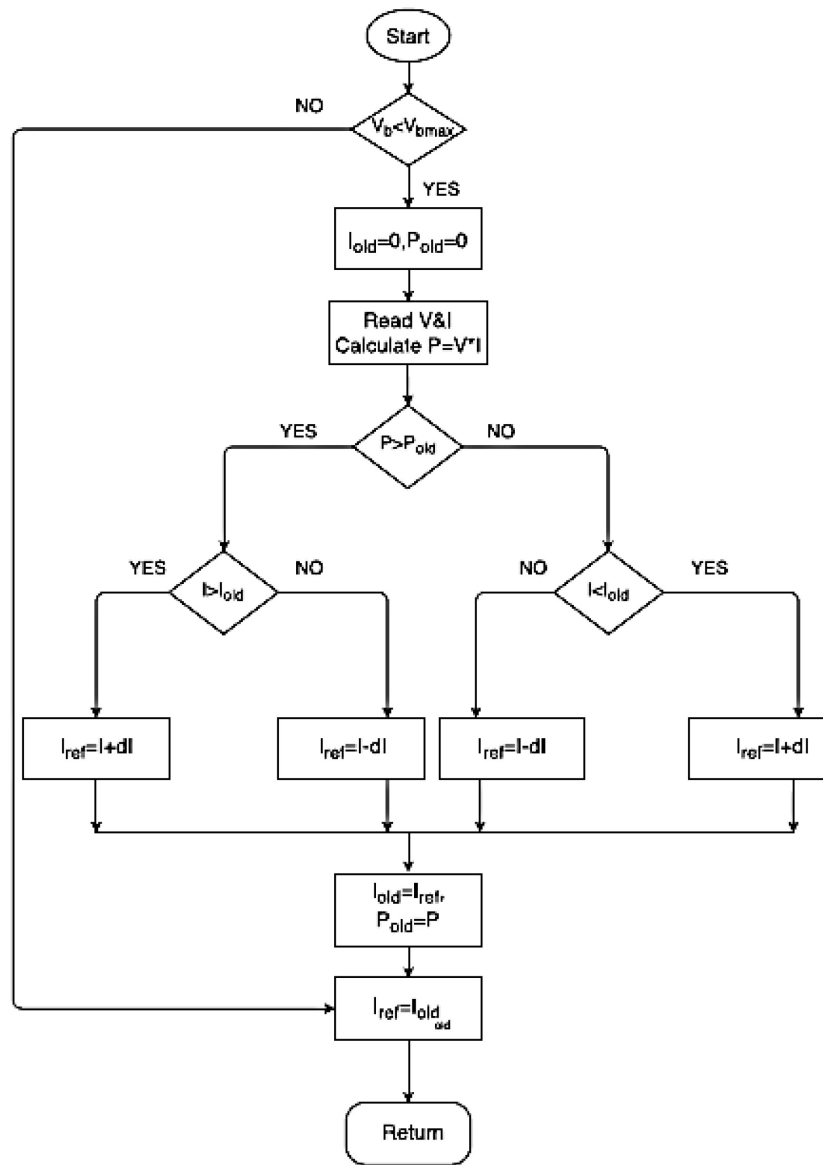 Start
NO
V_b<V_bmax
YES
I_old=0,P_old=0
Read V&I
Calculate P=V*I
YES
P>P_old
NO
YES
I>I_old
NO
NO
I<I_old
YES
I_ref=I+dI
I_ref=I-dI
I_ref=I-dI
I_ref=I+dI
I_old=I_ref,
P_old=P
I_ref=I_old_old
Return